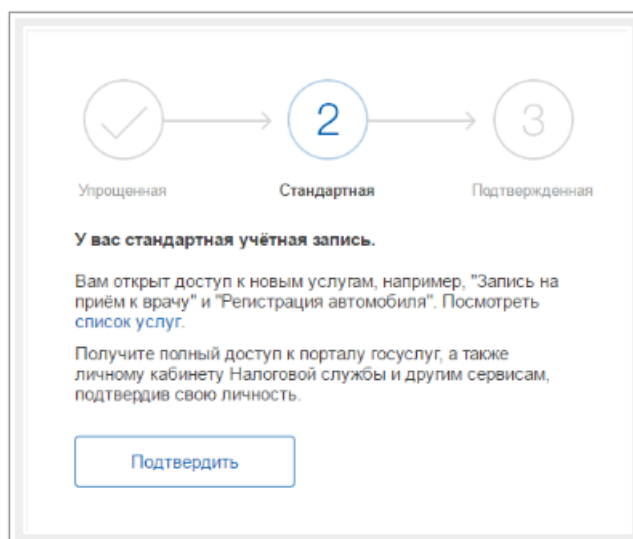 2
3
Упрощенная
Стандартная
Подтвержденная
У вас стандартная учётная запись.
Вам открыт доступ к новым услугам, например, "Запись на
приём к врачу" и "Регистрация автомобиля". Посмотреть
список услуг.
Получите полный доступ к порталу госуслуг, а также
личному кабинету Налоговой службы и другим сервисам,
подтвердив свою личность.
Подтвердить